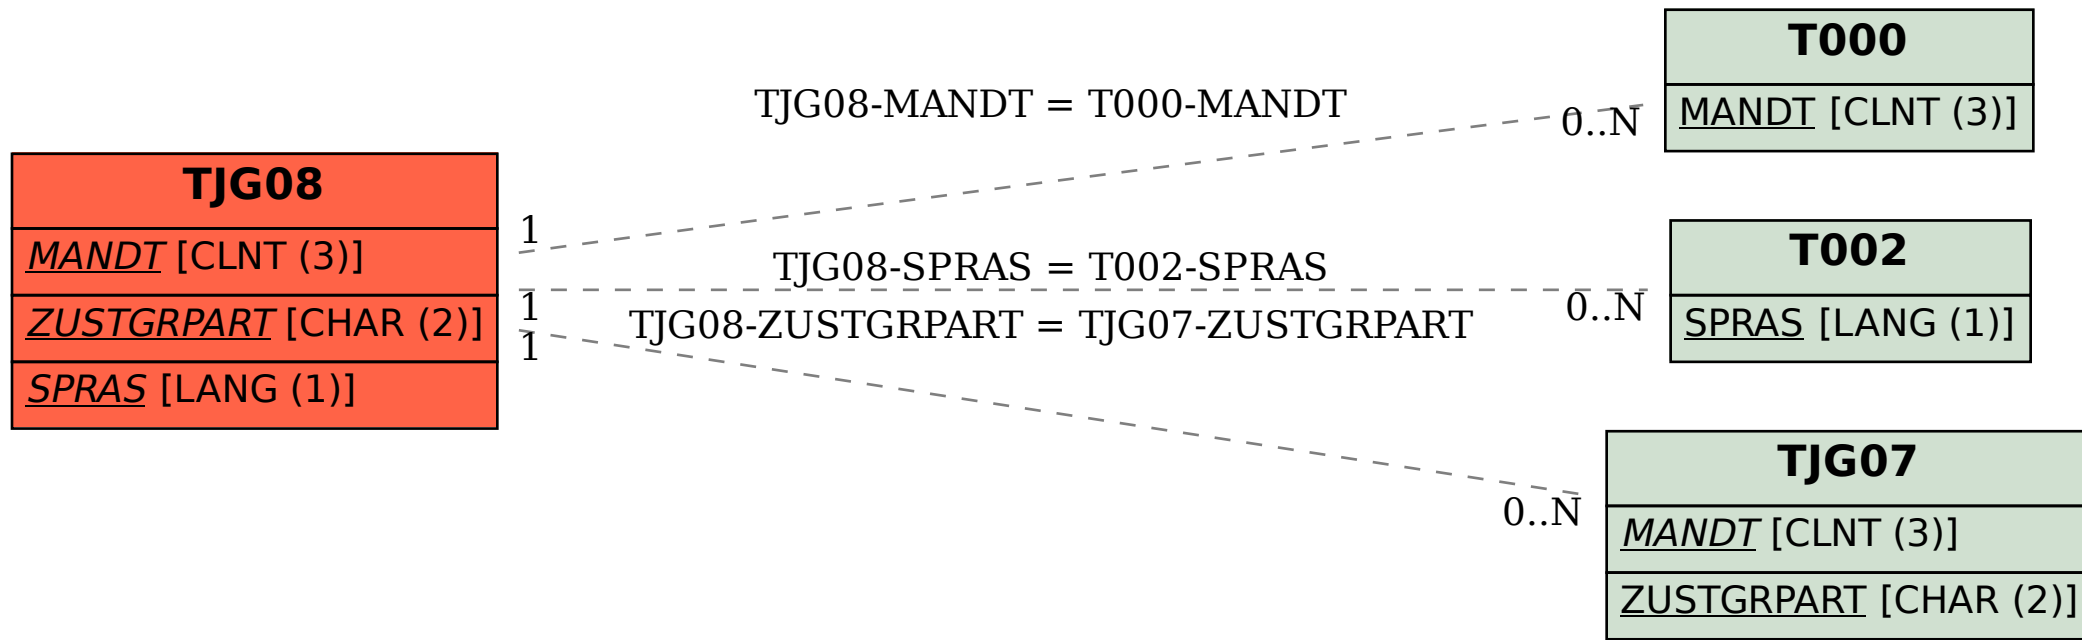 TJG08
MANDT [CLNT (3)]
ZUSTGRPART [CHAR (2)]
SPRAS [LANG (1)]
TJG08-MANDT = T000-MANDT
1
0..N
TJG08-SPRAS = T002-SPRAS
1
0..N
TJG08-ZUSTGRPART = TJG07-ZUSTGRPART
1
0..N
T000
MANDT [CLNT (3)]
T002
SPRAS [LANG (1)]
TJG07
MANDT [CLNT (3)]
ZUSTGRPART [CHAR (2)]